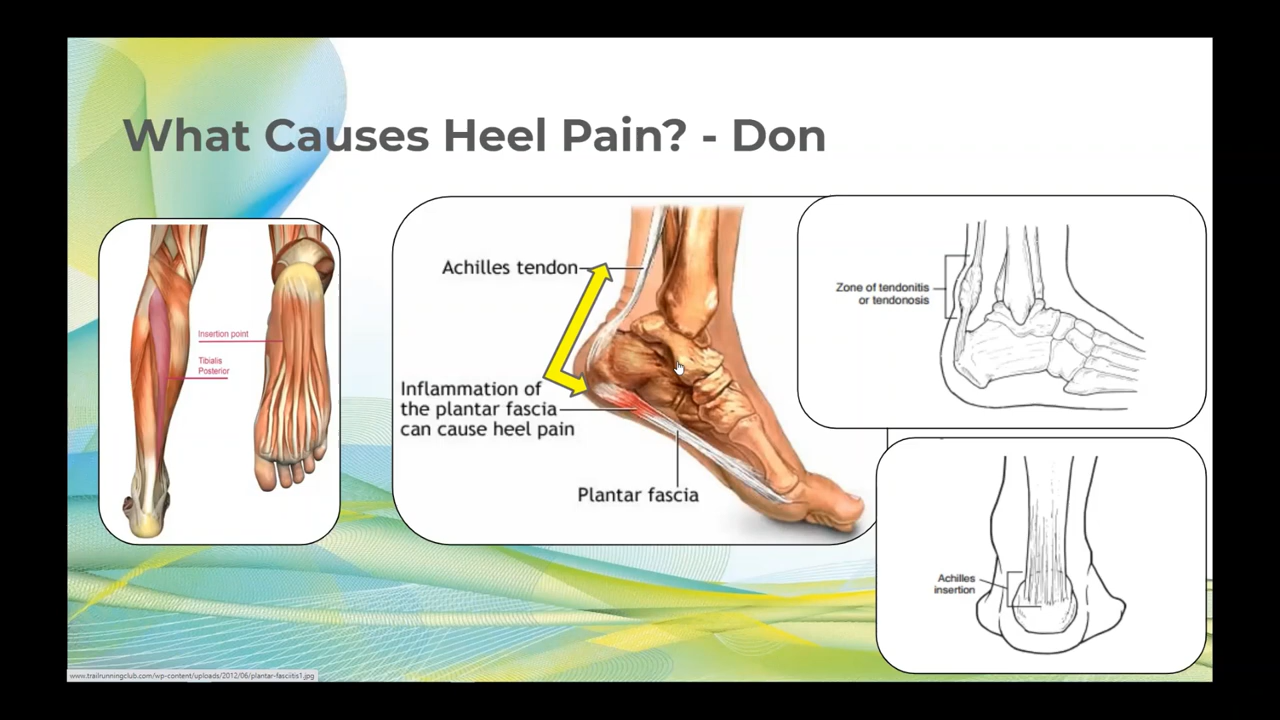 What Causes Heel Pain? - Don
Insertion point
Tibialis
Posterior
Achilles tendon
Inflammation of
the plantar fascia
can cause heel pain
Plantar fascia
Zone of tendonitis
or tendonosis
Achilles
insertion
www.trailrunningclub.com/wp-content/uploads/2012/06/plantar-fasciitis1.jpg